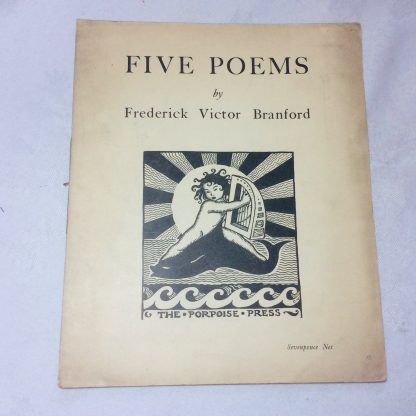 FIVE POEMS
by
Frederick Victor Branford
THE · PORPOISE · PRESS
Sevenpence Net